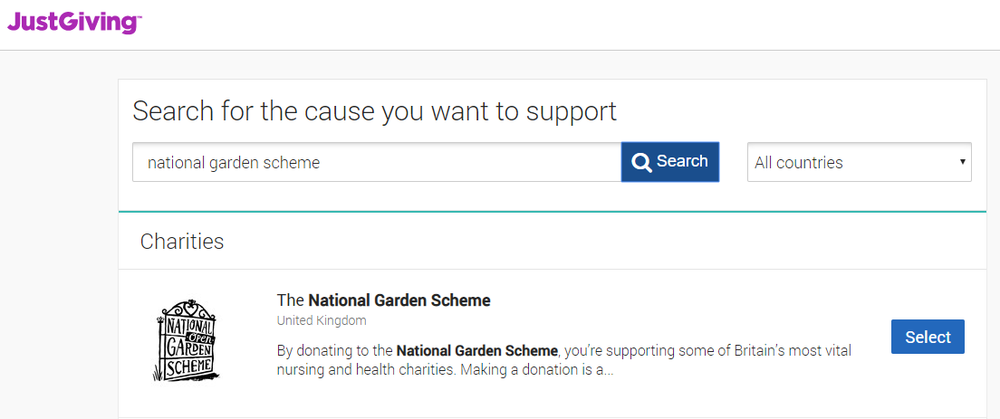 JustGiving™
Search for the cause you want to support
national garden scheme
Search
All countries
Charities
NATIONAL
open
GARDEN
SCHEME
The National Garden Scheme
United Kingdom
By donating to the National Garden Scheme, you’re supporting some of Britain’s most vital
nursing and health charities. Making a donation is a...
Select